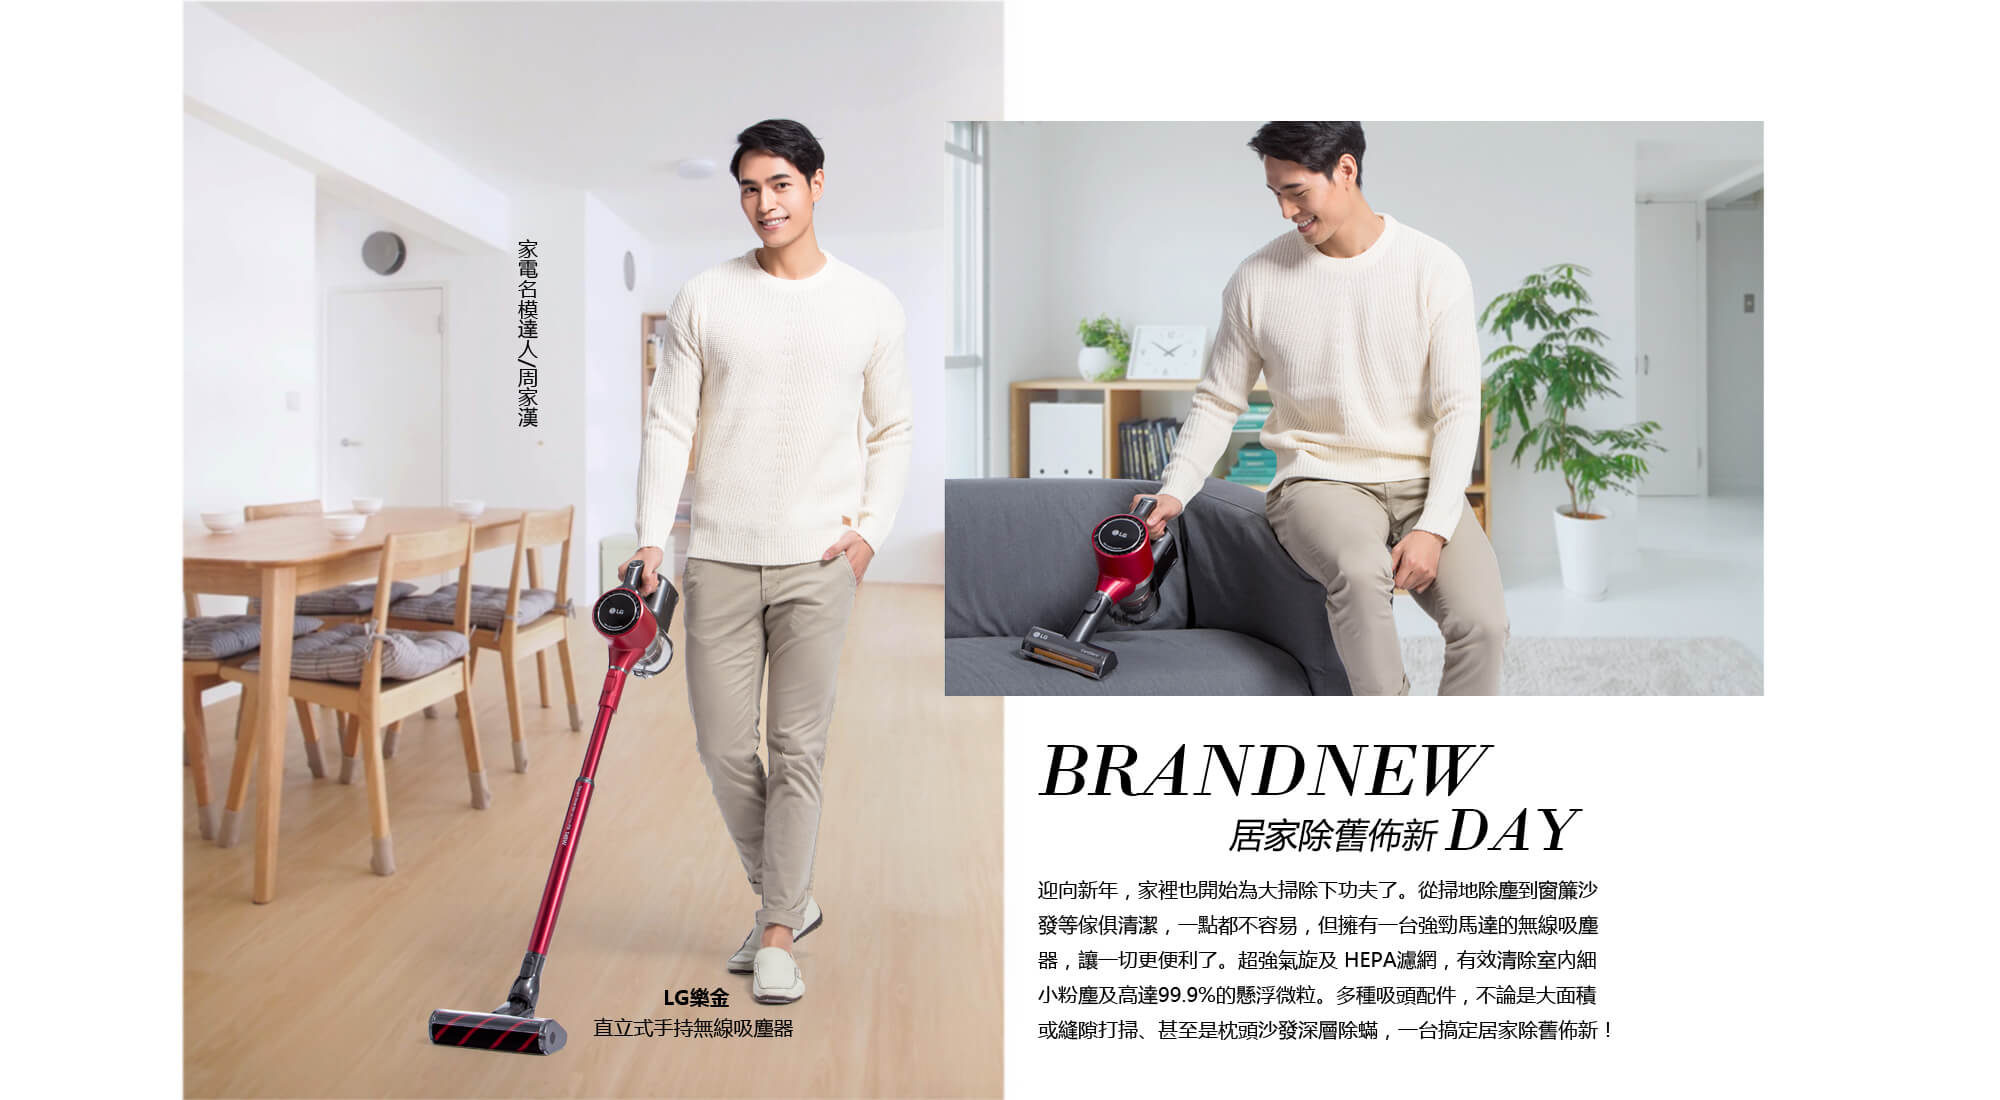 家電名模達人/周家漢
LG
LG樂金
直立式手持無線吸塵器
LG
LG
BRANDNEW
居家除舊佈新 DAY
迎向新年，家裡也開始為大掃除下功夫了。從掃地除塵到窗簾沙
發等傢俱清潔，一點都不容易，但擁有一台強勁馬達的無線吸塵
器，讓一切更便利了。超強氣旋及 HEPA濾網，有效清除室內細
小粉塵及高達99.9%的懸浮微粒。多種吸頭配件，不論是大面積
或縫隙打掃、甚至是枕頭沙發深層除蟎，一台搞定居家除舊佈新！